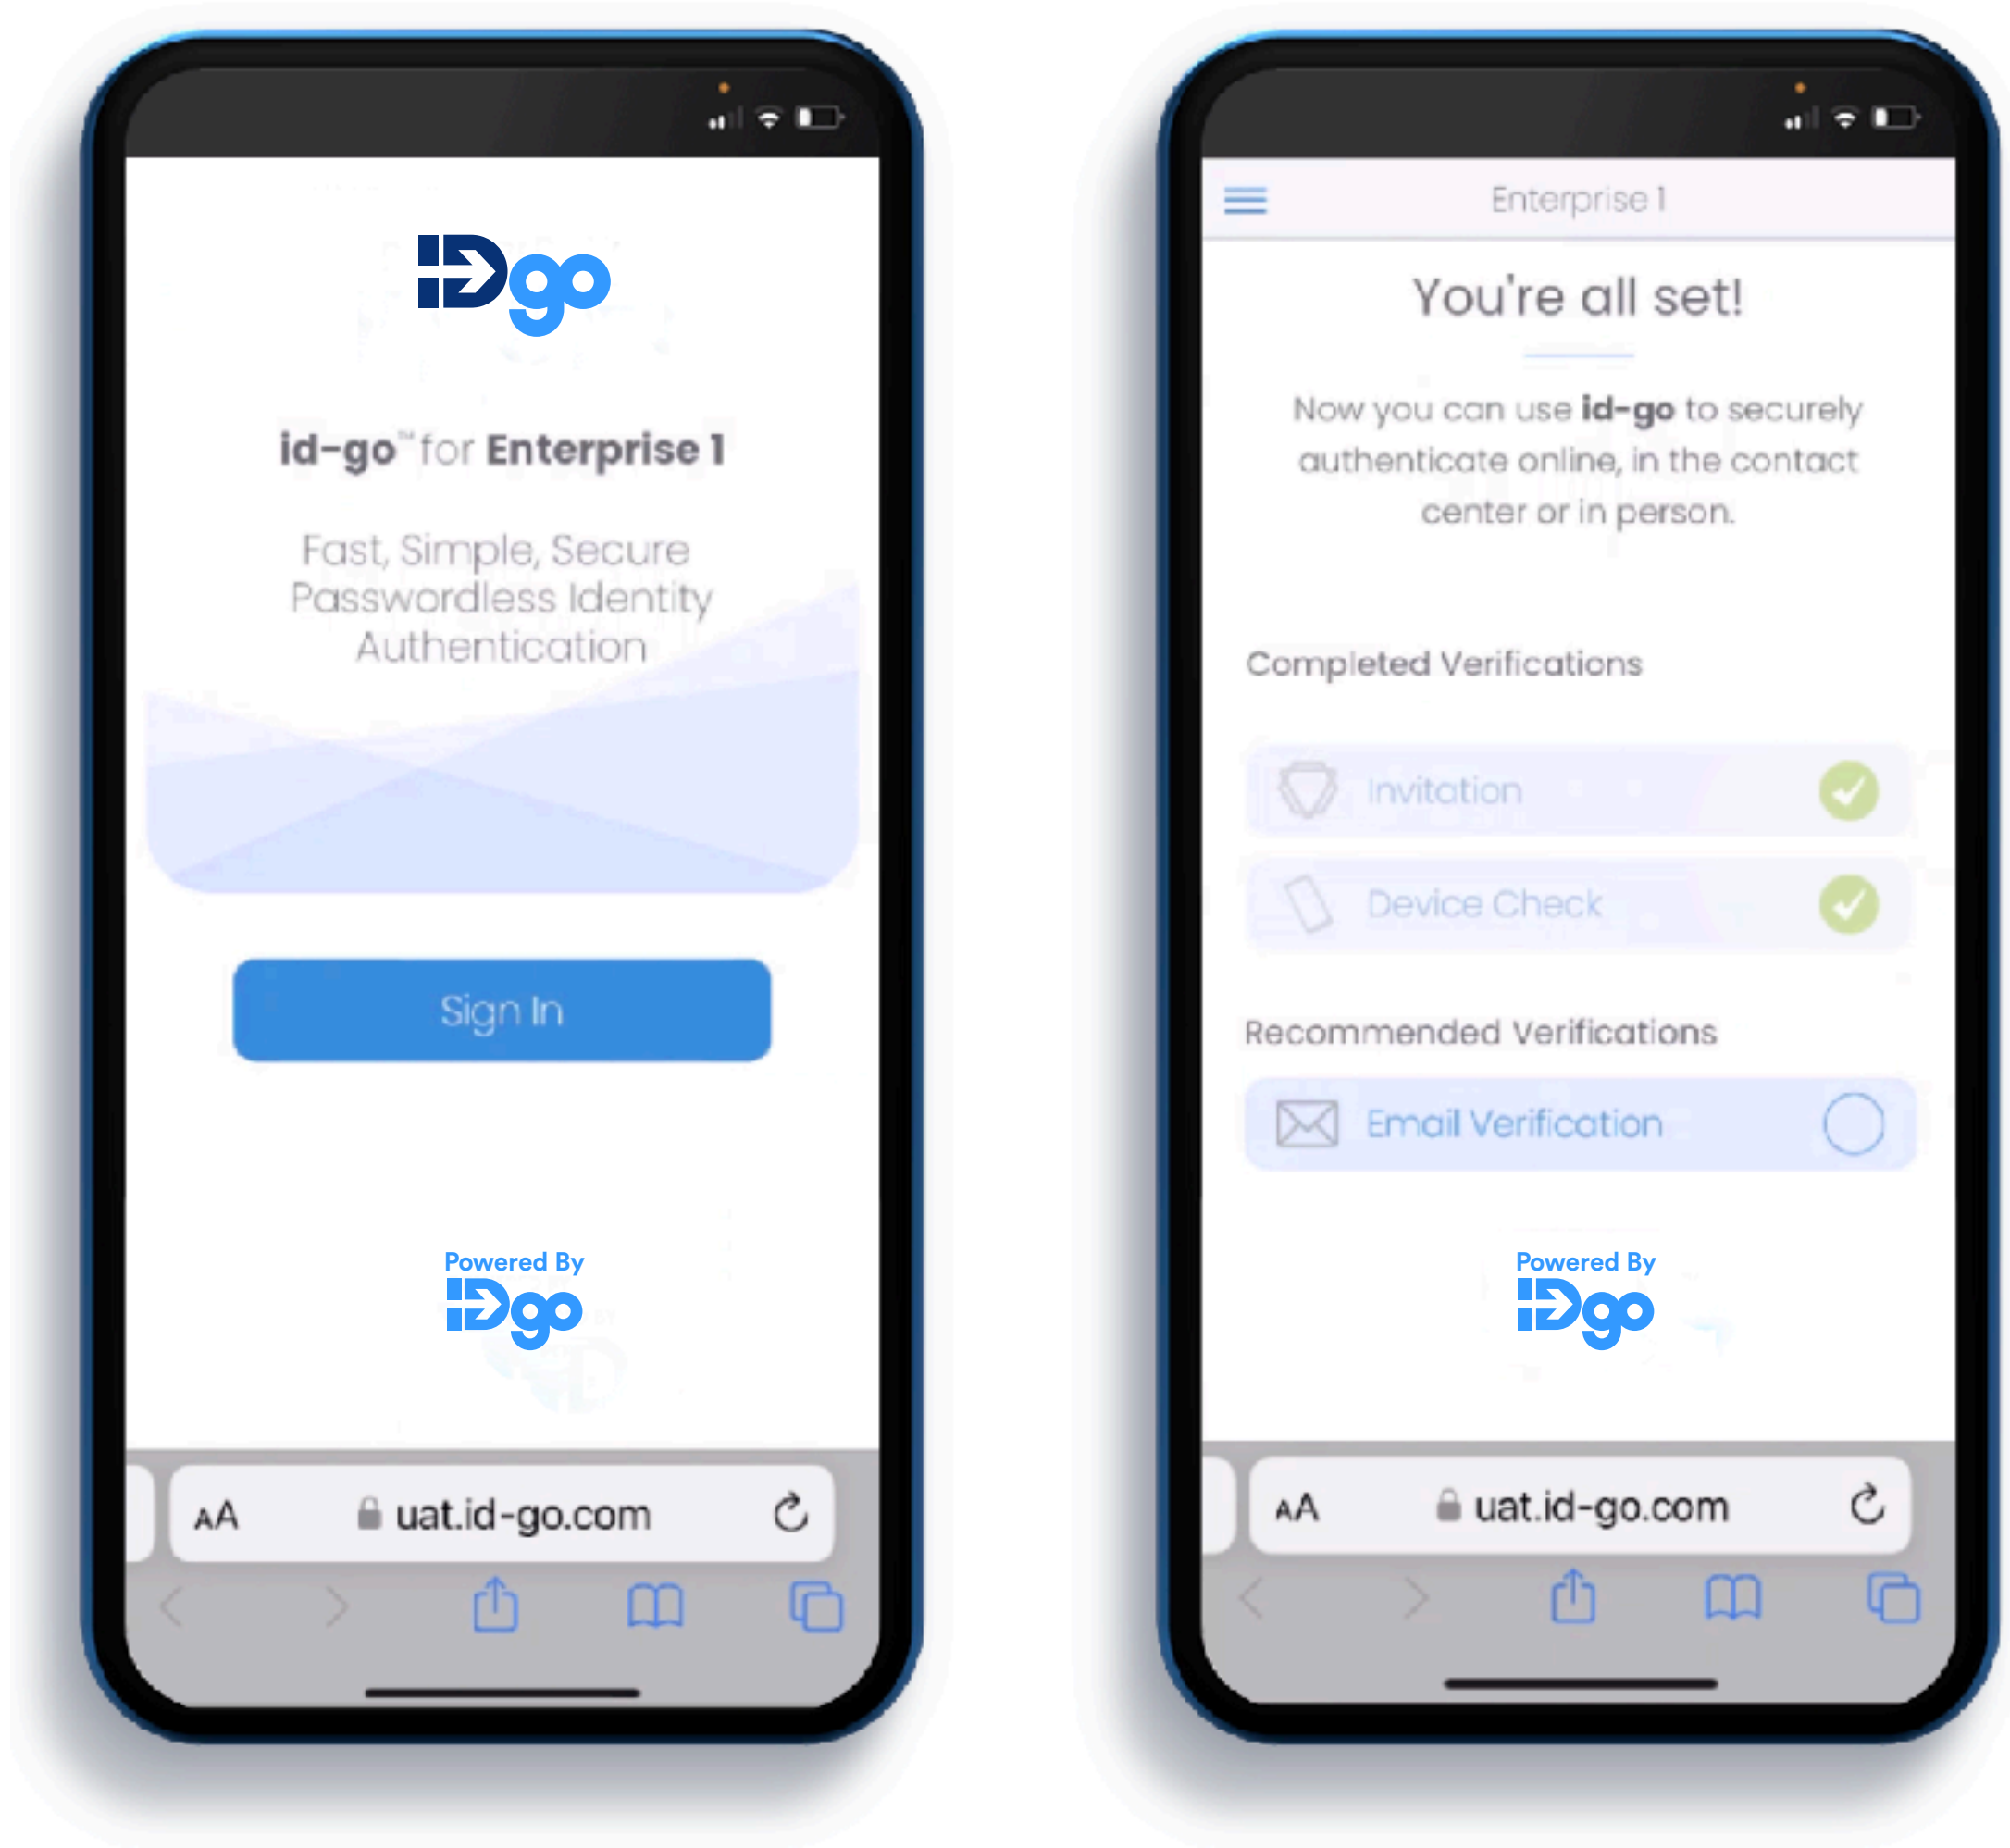 IDgo
id-go™ for Enterprise 1
Fast, Simple, Secure
Passwordless Identity
Authentication
Sign In
Powered By
IDgo
AA uat.id-go.com
Enterprise 1
You're all set!
Now you can use id-go to securely
authenticate online, in the contact
center or in person.
Completed Verifications
Invitation
Device Check
Recommended Verifications
Email Verification
Powered By
IDgo
AA uat.id-go.com